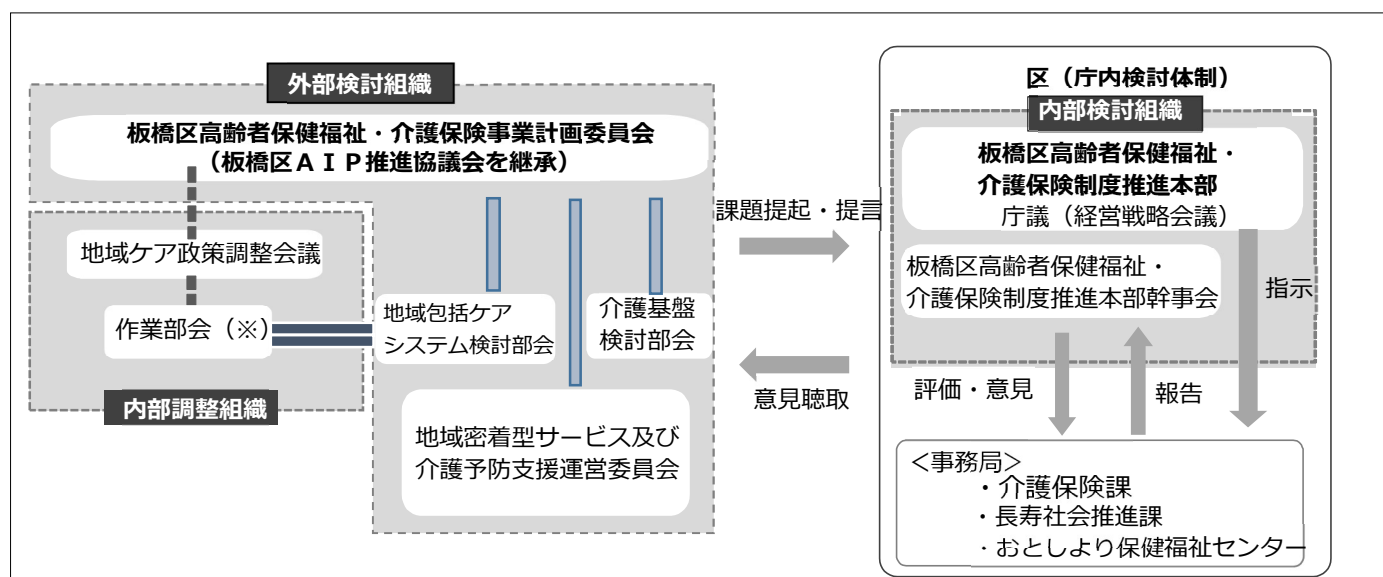 外部検討組織
板橋区高齢者保健福祉・介護保険事業計画委員会
（板橋区ＡＩＰ推進協議会を継承）
地域ケア政策調整会議
作業部会（※）
内部調整組織
地域包括ケア
システム検討部会
介護基盤
検討部会
地域密着型サービス及び
介護予防支援運営委員会
課題提起・提言
意見聴取
区（庁内検討体制）
内部検討組織
板橋区高齢者保健福祉・
介護保険制度推進本部
庁議（経営戦略会議）
板橋区高齢者保健福祉・
介護保険制度推進本部幹事会
指示
評価・意見
報告
＜事務局＞
・介護保険課
・長寿社会推進課
・おとしより保健福祉センター